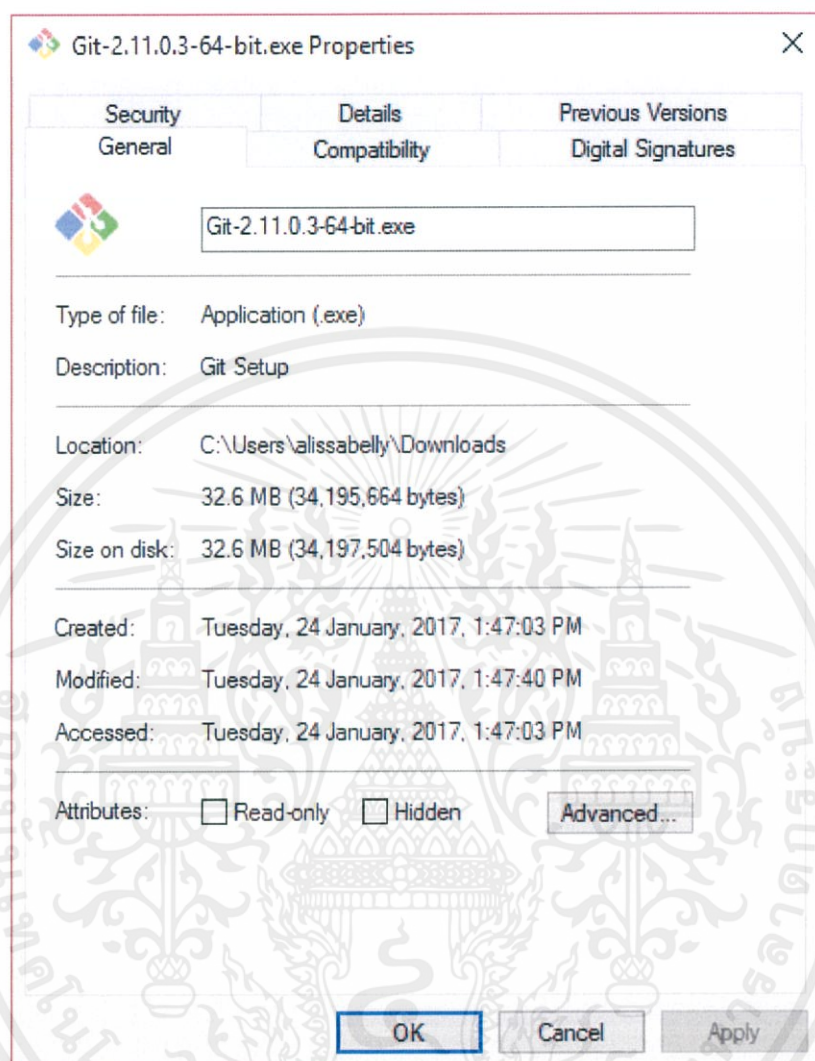 Git-2.11.0.3-64-bit.exe Properties
Security Details Previous Versions
General Compatibility Digital Signatures
Git-2.11.0.3-64-bit.exe
Type of file: Application (.exe)
Description: Git Setup
Location: C:\Users\alissabelly\Downloads
Size: 32.6 MB (34,195,664 bytes)
Size on disk: 32.6 MB (34,197,504 bytes)
Created: Tuesday, 24 January, 2017, 1:47:03 PM
Modified: Tuesday, 24 January, 2017, 1:47:40 PM
Accessed: Tuesday, 24 January, 2017, 1:47:03 PM
Attributes: Read-only Hidden Advanced...
OK Cancel Apply